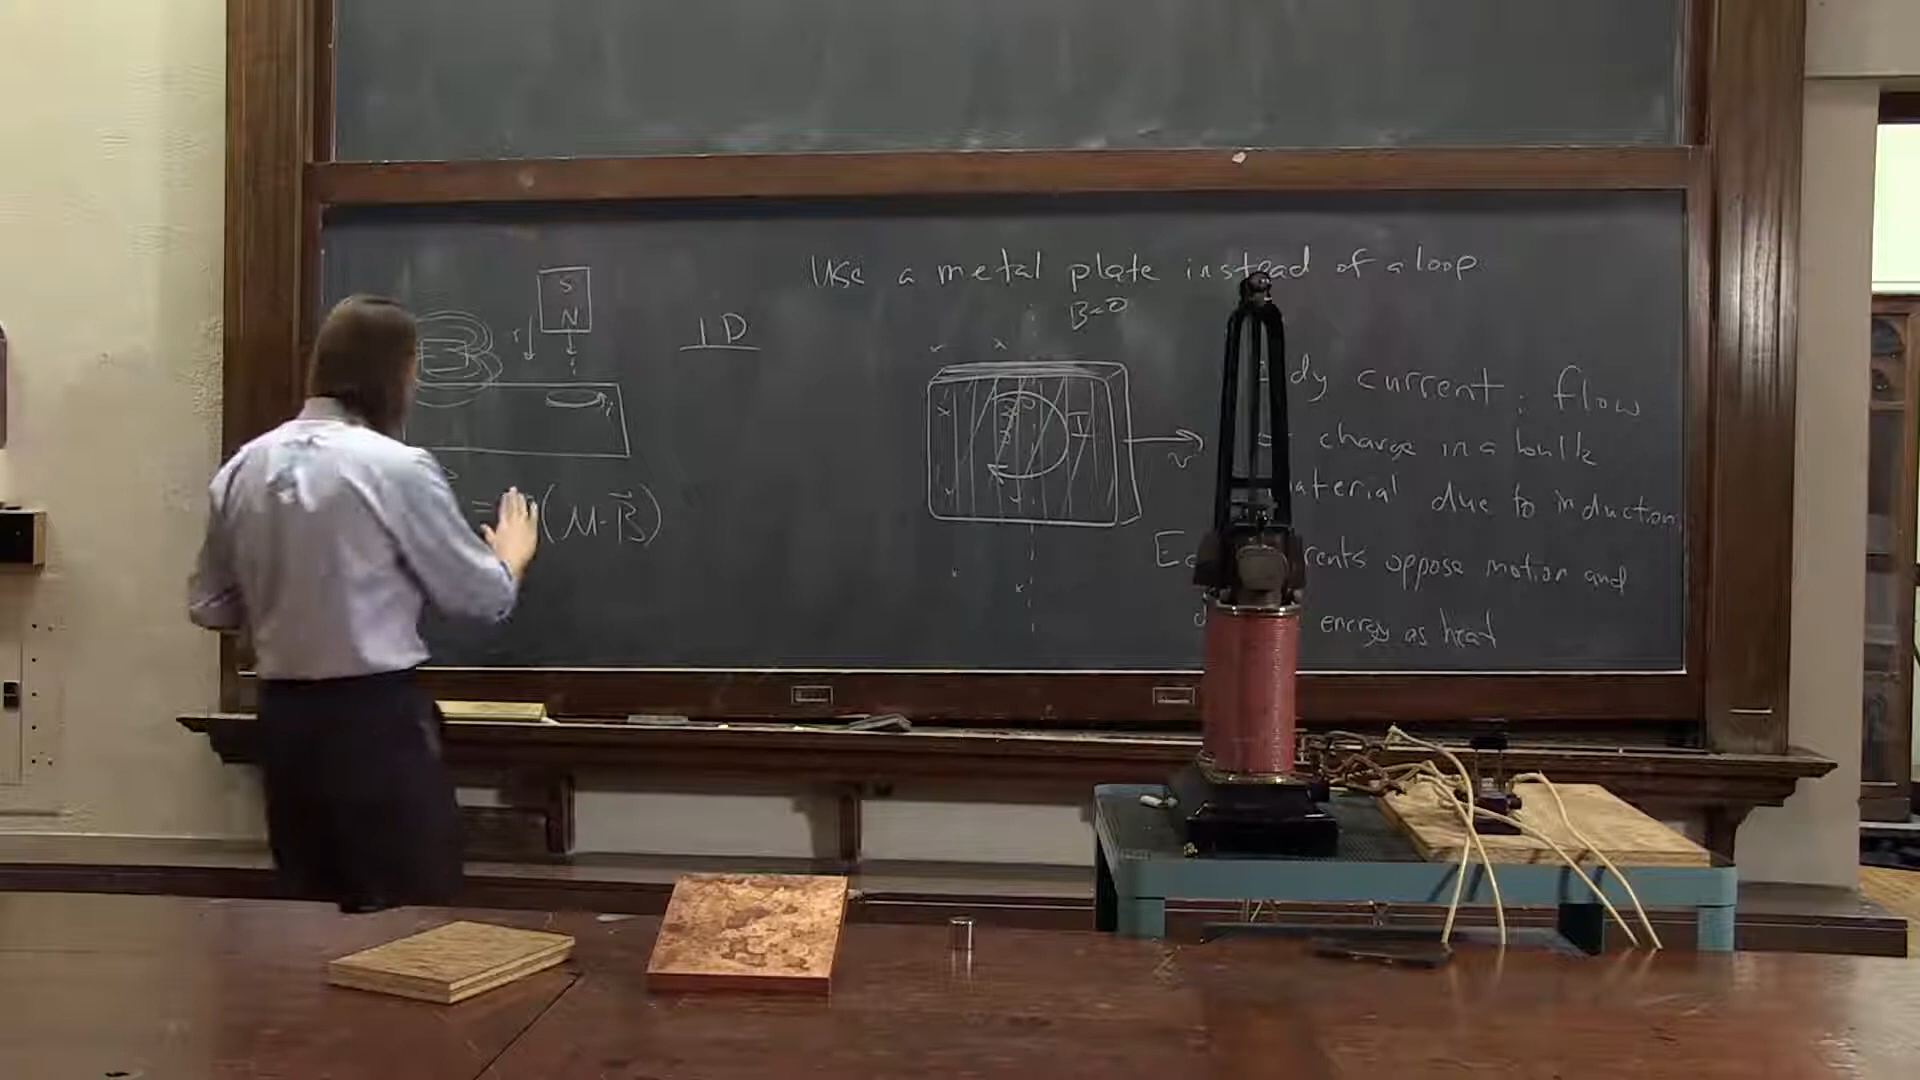 Use a metal plate instead of a loop
B=0
S
N
1D
i
I
v
dy current: flow
charge in a bulk
aterial due to induction
= (μ·B⃗)
Ed rents oppose motion and
energy as heat